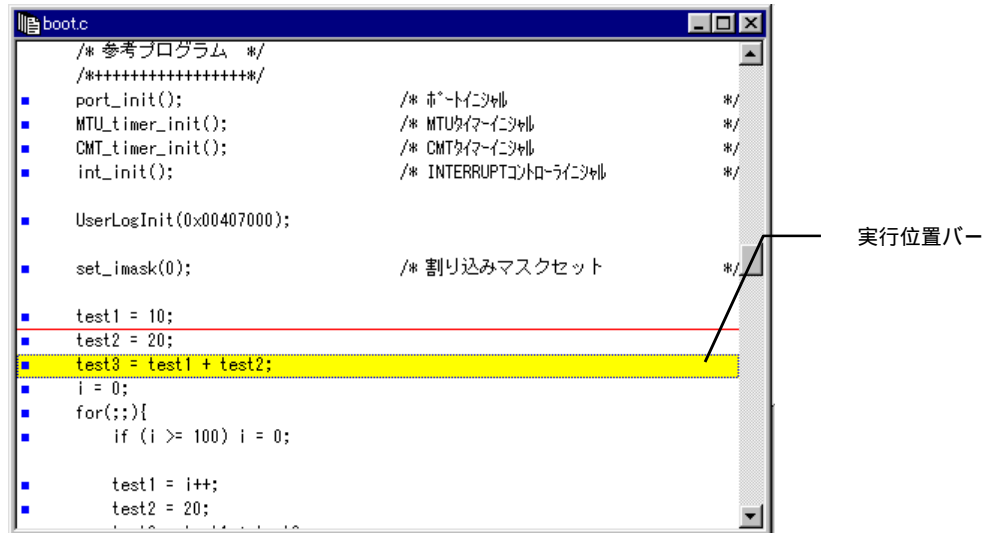 boot.c
/* 参考プログラム */
/*+++++++++++++++++*/
port_init(); /* ﾎﾟｰﾄｲﾆｼｬﾙ */
MTU_timer_init(); /* MTUﾀｲﾏｰｲﾆｼｬﾙ */
CMT_timer_init(); /* CMTﾀｲﾏｰｲﾆｼｬﾙ */
int_init(); /* INTERRUPTｺﾝﾄﾛｰﾗｲﾆｼｬﾙ */
UserLogInit(0x00407000);
set_imask(0); /* 割り込みマスクセット */
test1 = 10;
test2 = 20;
test3 = test1 + test2;
i = 0;
for(;;){
if (i >= 100) i = 0;
test1 = i++;
test2 = 20;
実行位置バー